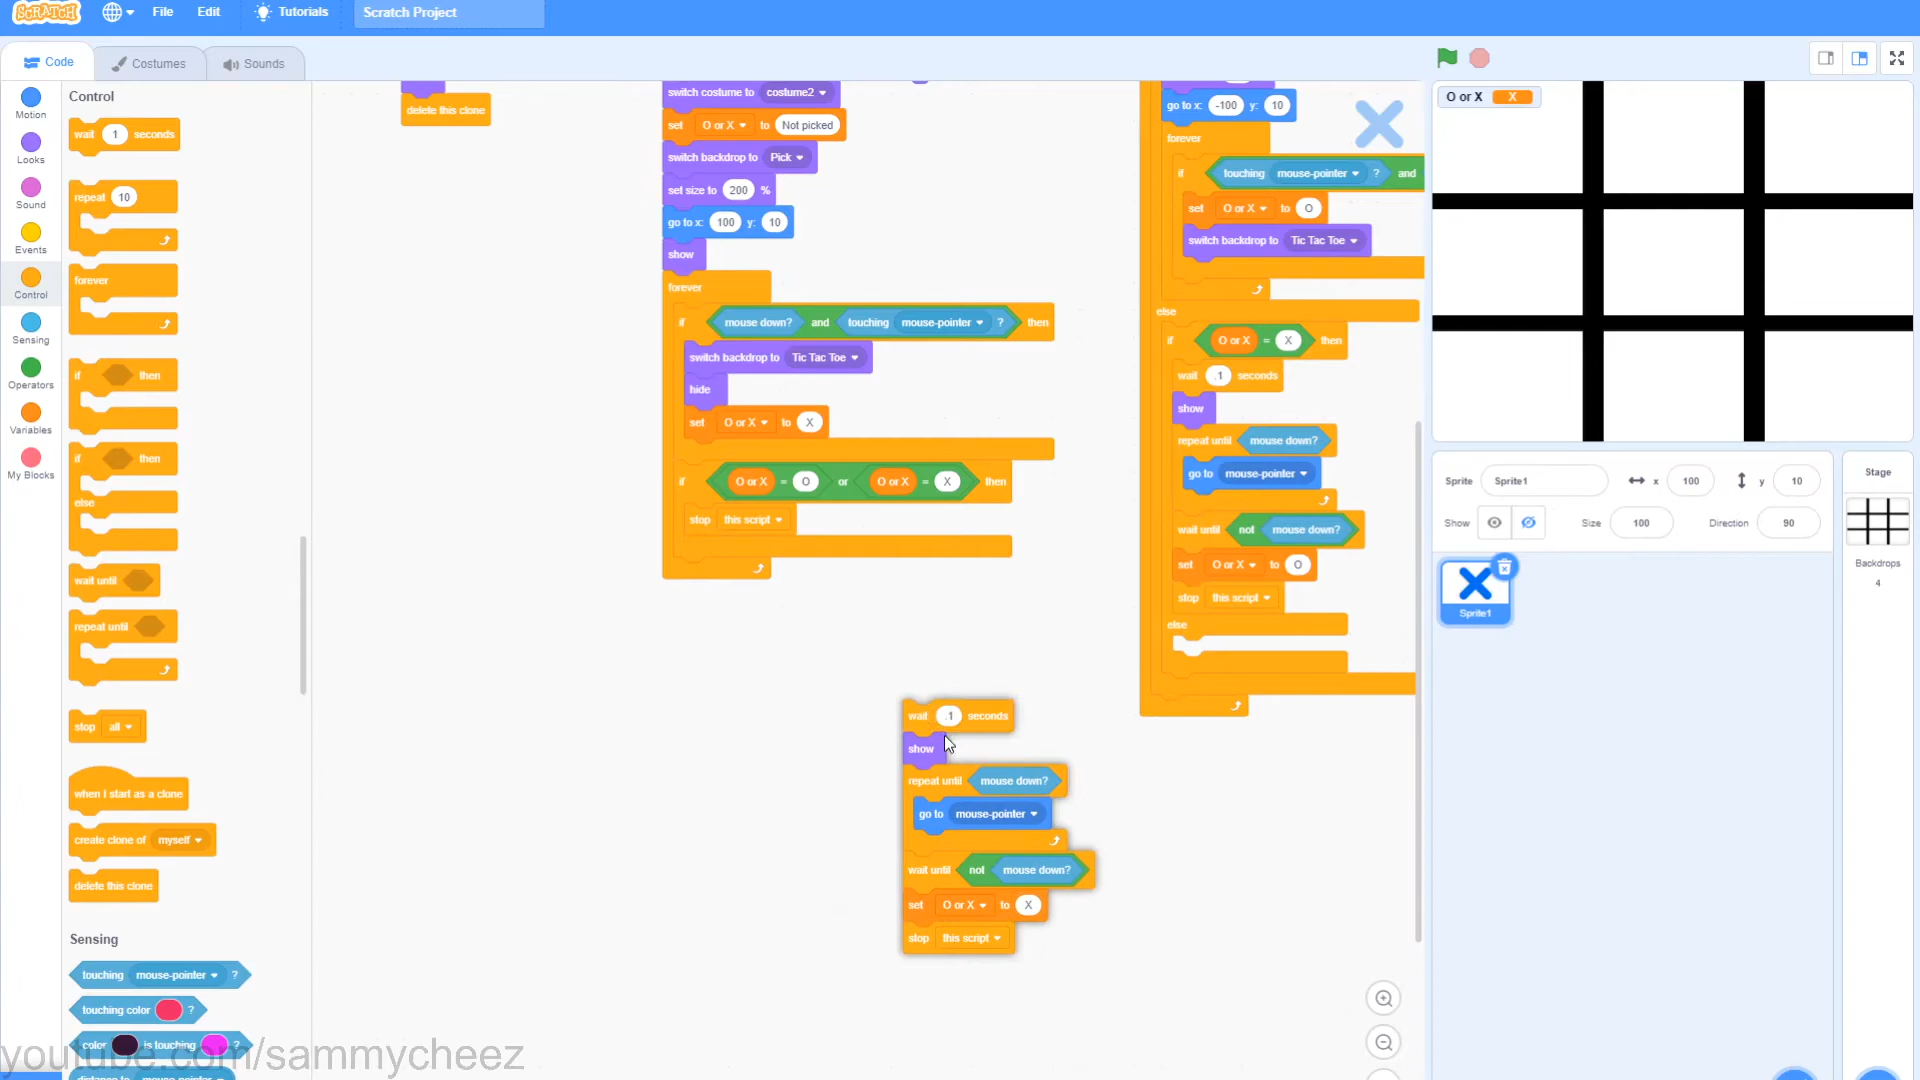 SCRATCH File Edit Tutorials Scratch Project
Code Costumes Sounds
Motion
Looks
Sound
Events
Control
Sensing
Operators
Variables
My Blocks
Control
wait 1 seconds
repeat 10
forever
if then
if then
else
wait until
repeat until
stop all
when I start as a clone
create clone of myself
delete this clone
Sensing
touching mouse-pointer ?
touching color ?
color is touching ?
distance to mouse-pointer
delete this clone
switch costume to costume2
set O or X to Not picked
switch backdrop to Pick
set size to 200 %
go to x: 100 y: 10
show
forever
if mouse down? and touching mouse-pointer ? then
switch backdrop to Tic Tac Toe
hide
set O or X to X
if O or X = O or O or X = X then
stop this script
wait .1 seconds
show
repeat until mouse down?
go to mouse-pointer
wait until not mouse down?
set O or X to X
stop this script
go to x: -100 y: 10
forever
if touching mouse-pointer ? and
set O or X to O
switch backdrop to Tic Tac Toe
else
if O or X = X then
wait .1 seconds
show
repeat until mouse down?
go to mouse-pointer
wait until not mouse down?
set O or X to O
stop this script
else
O or X X
Sprite Sprite1 x 100 y 10
Show Size 100 Direction 90
Sprite1
Stage
Backdrops
4
youtube.com/sammycheez